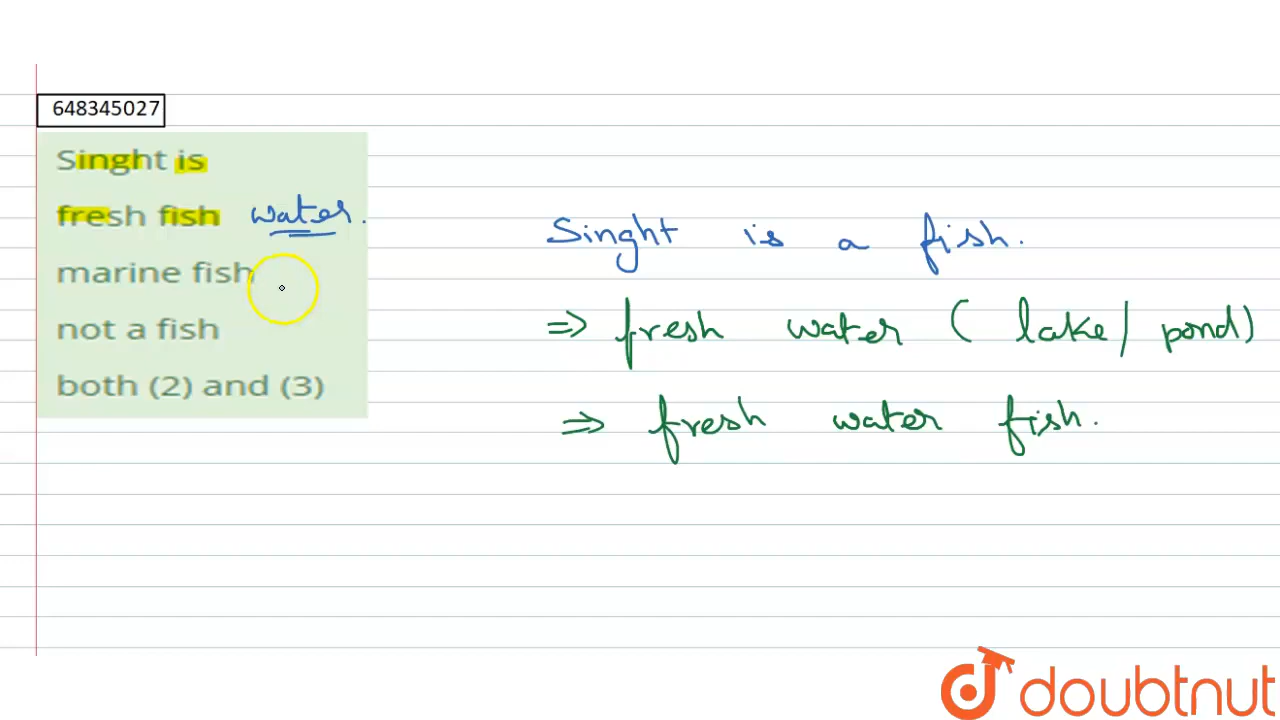 648345027
Singht is
fresh fish water.
marine fish
not a fish
both (2) and (3)
Singht is a fish.
⇒ fresh water ( lake / pond)
⇒ fresh water fish.
doubtnut